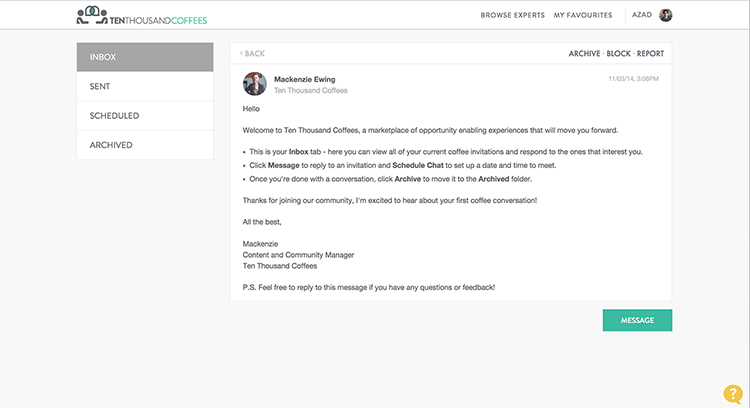 TENTHOUSANDCOFFEES
BROWSE EXPERTS MY FAVOURITES AZAD
INBOX
SENT
SCHEDULED
ARCHIVED
< BACK ARCHIVE · BLOCK · REPORT
Mackenzie Ewing 11/03/14, 3:06PM
Ten Thousand Coffees
Hello
Welcome to Ten Thousand Coffees, a marketplace of opportunity enabling experiences that will move you forward.
• This is your Inbox tab - here you can view all of your current coffee invitations and respond to the ones that interest you.
• Click Message to reply to an invitation and Schedule Chat to set up a date and time to meet.
• Once you're done with a conversation, click Archive to move it to the Archived folder.
Thanks for joining our community, I'm excited to hear about your first coffee conversation!
All the best,
Mackenzie
Content and Community Manager
Ten Thousand Coffees
P.S. Feel free to reply to this message if you have any questions or feedback!
MESSAGE
?